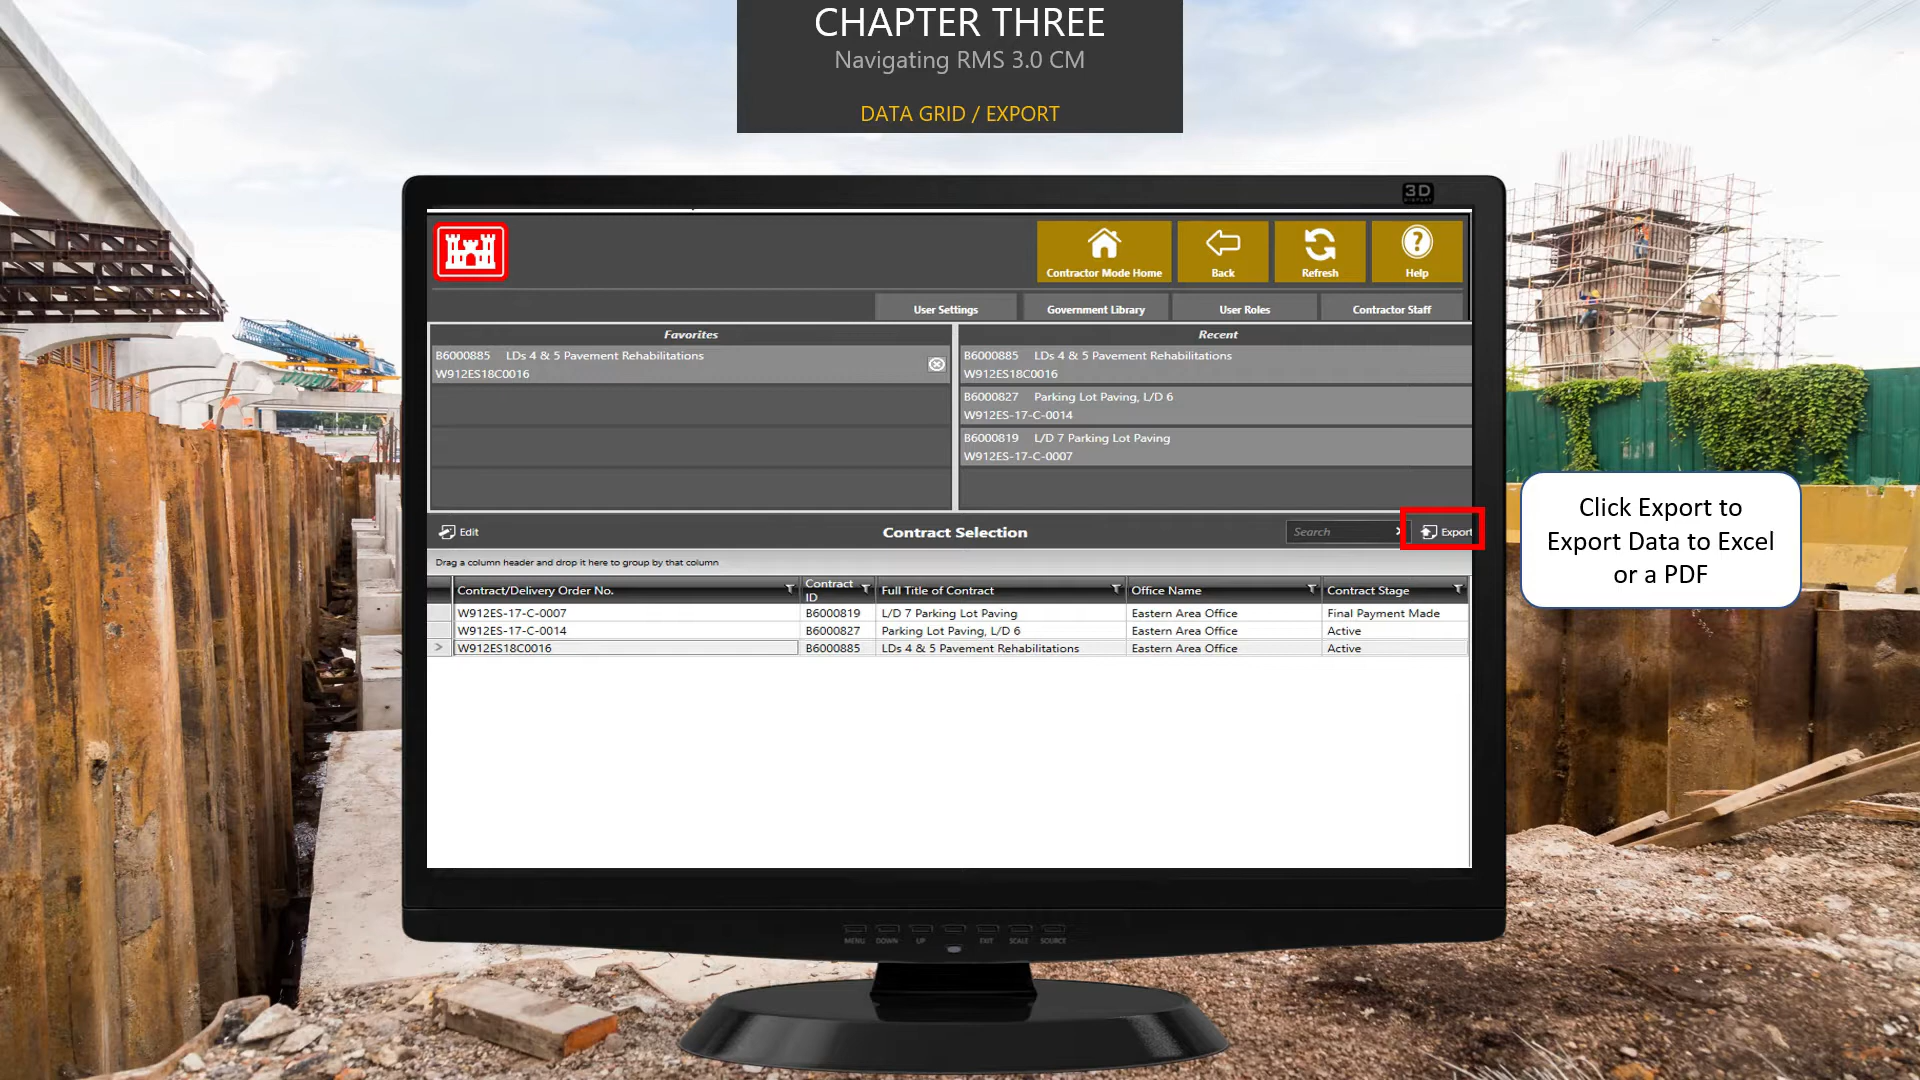 CHAPTER THREE
Navigating RMS 3.0 CM
DATA GRID / EXPORT
3D
Contractor Mode Home
Back
Refresh
Help
User Settings
Government Library
User Roles
Contractor Staff
Favorites
Recent
B6000885 LDs 4 & 5 Pavement Rehabilitations
W912ES18C0016
B6000885 LDs 4 & 5 Pavement Rehabilitations
W912ES18C0016
B6000827 Parking Lot Paving, L/D 6
W912ES-17-C-0014
B6000819 L/D 7 Parking Lot Paving
W912ES-17-C-0007
Edit
Contract Selection
Search
Export
Click Export to
Export Data to Excel
or a PDF
Drag a column header and drop it here to group by that column
Contract/Delivery Order No. Contract ID Full Title of Contract Office Name Contract Stage
W912ES-17-C-0007 B6000819 L/D 7 Parking Lot Paving Eastern Area Office Final Payment Made
W912ES-17-C-0014 B6000827 Parking Lot Paving, L/D 6 Eastern Area Office Active
W912ES18C0016 B6000885 LDs 4 & 5 Pavement Rehabilitations Eastern Area Office Active
MENU DOWN UP EXIT SCALE SOURCE